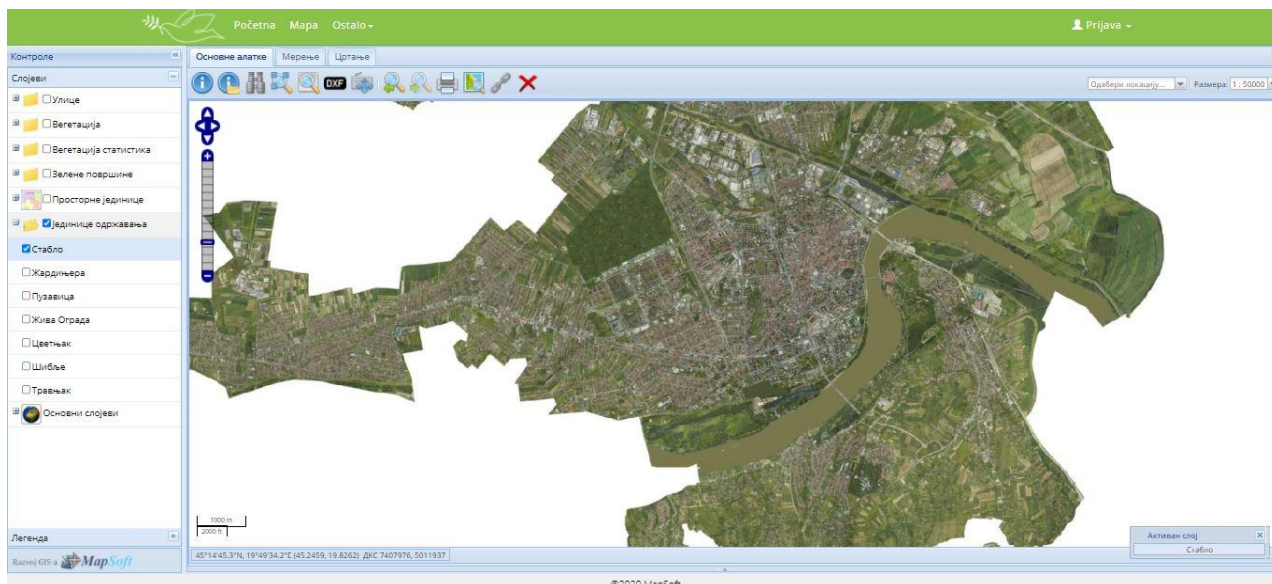 Početna Mapa Ostalo Prijava
Контроле
Основне алатке Мерење Цртање
Слојеви
DXF
Одабери локацију... Размера: 1 : 50000
Улице
Вегетација
Вегетација статистика
Зелене површине
Просторне јединице
Јединице одржавања
Стабло
Жардињера
Пузавица
Жива Ограда
Цветњак
Шибље
Травњак
Основни слојеви
1000 m
2000 ft
Легенда
Активан слој
Стабло
Razvoj GIS-a MapSoft
45°14'45.3"N, 19°49'34.2"E (45.2459, 19.8262) ДКС 7407976, 5011937
©2020 MapSoft